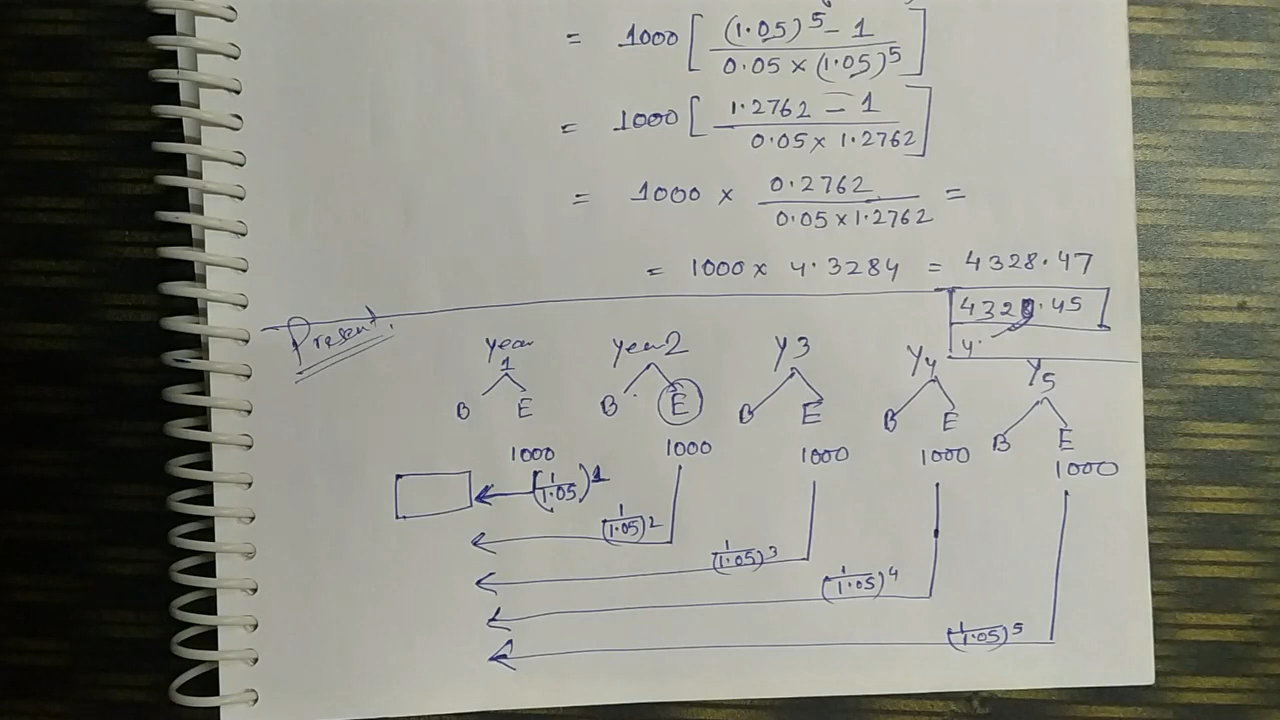 = 1000 [ (1.05)^5 - 1 / 0.05 × (1.05)^5 ]
= 1000 [ 1.2762 - 1 / 0.05 × 1.2762 ]
= 1000 × 0.2762 / 0.05 × 1.2762 =
= 1000 × 4.3284 = 4328.47
4328.45
4.
Present.
year 1 year 2 Y3 Y4 Y5
B E B E B E B E B E
1000 1000 1000 1000 1000
(1/1.05)^1
(1/1.05)^2
(1/1.05)^3
(1/1.05)^4
(1/1.05)^5